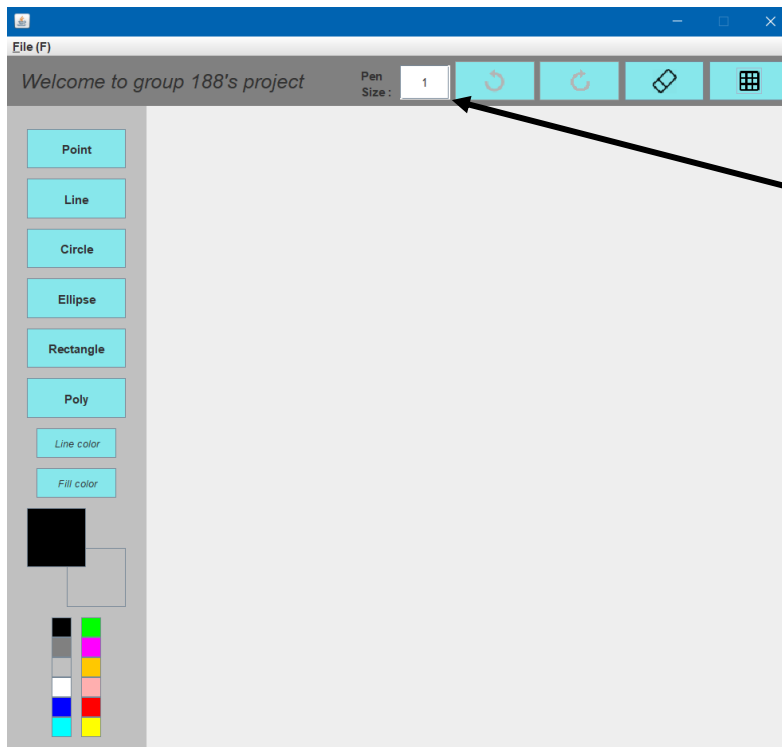 File (F)
Welcome to group 188's project
Pen
Size :
1
Point
Line
Circle
Ellipse
Rectangle
Poly
Line color
Fill color